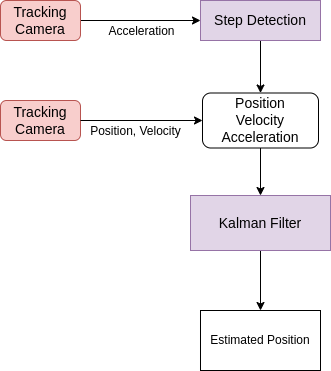 Tracking
Camera
Acceleration
Step Detection
Tracking
Camera
Position, Velocity
Position
Velocity
Acceleration
Kalman Filter
Estimated Position